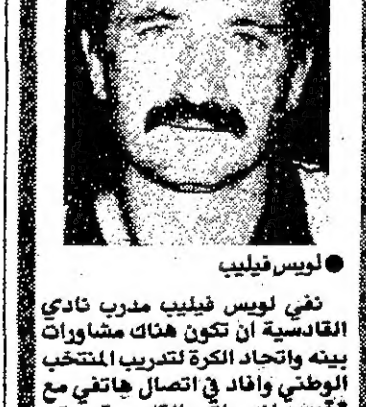 ● لويس فيليب
نفي لويس فيليب مدرب نادي
القادسية ان تكون هناك مشاورات
بينه واتحاد الكرة لتدريب المنتخب
الوطني وافاد في اتصال هاتفي مع